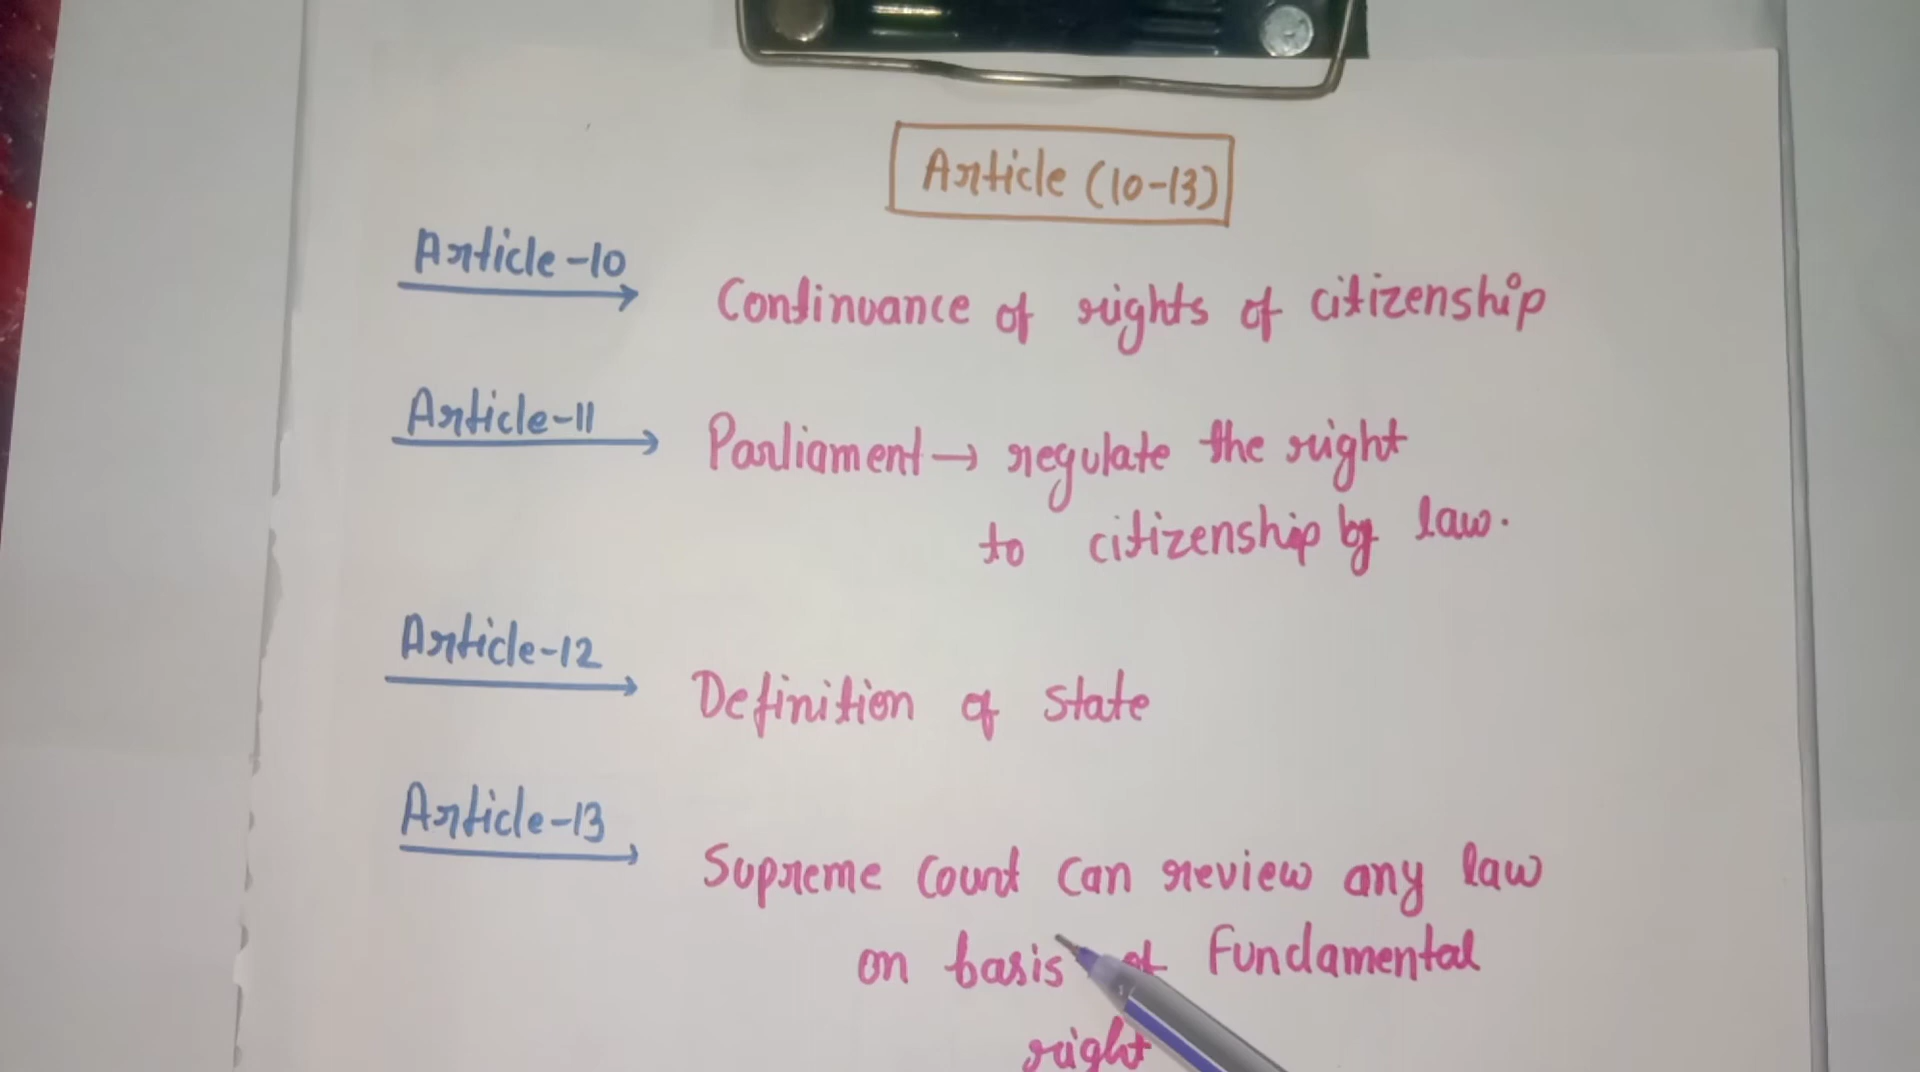 Article (10-13)
Article-10
Continuance of rights of citizenship
Article-11
Parliament → regulate the right
to citizenship by law.
Article-12
Definition of state
Article-13
Supreme Court can review any law
on basis of Fundamental
right